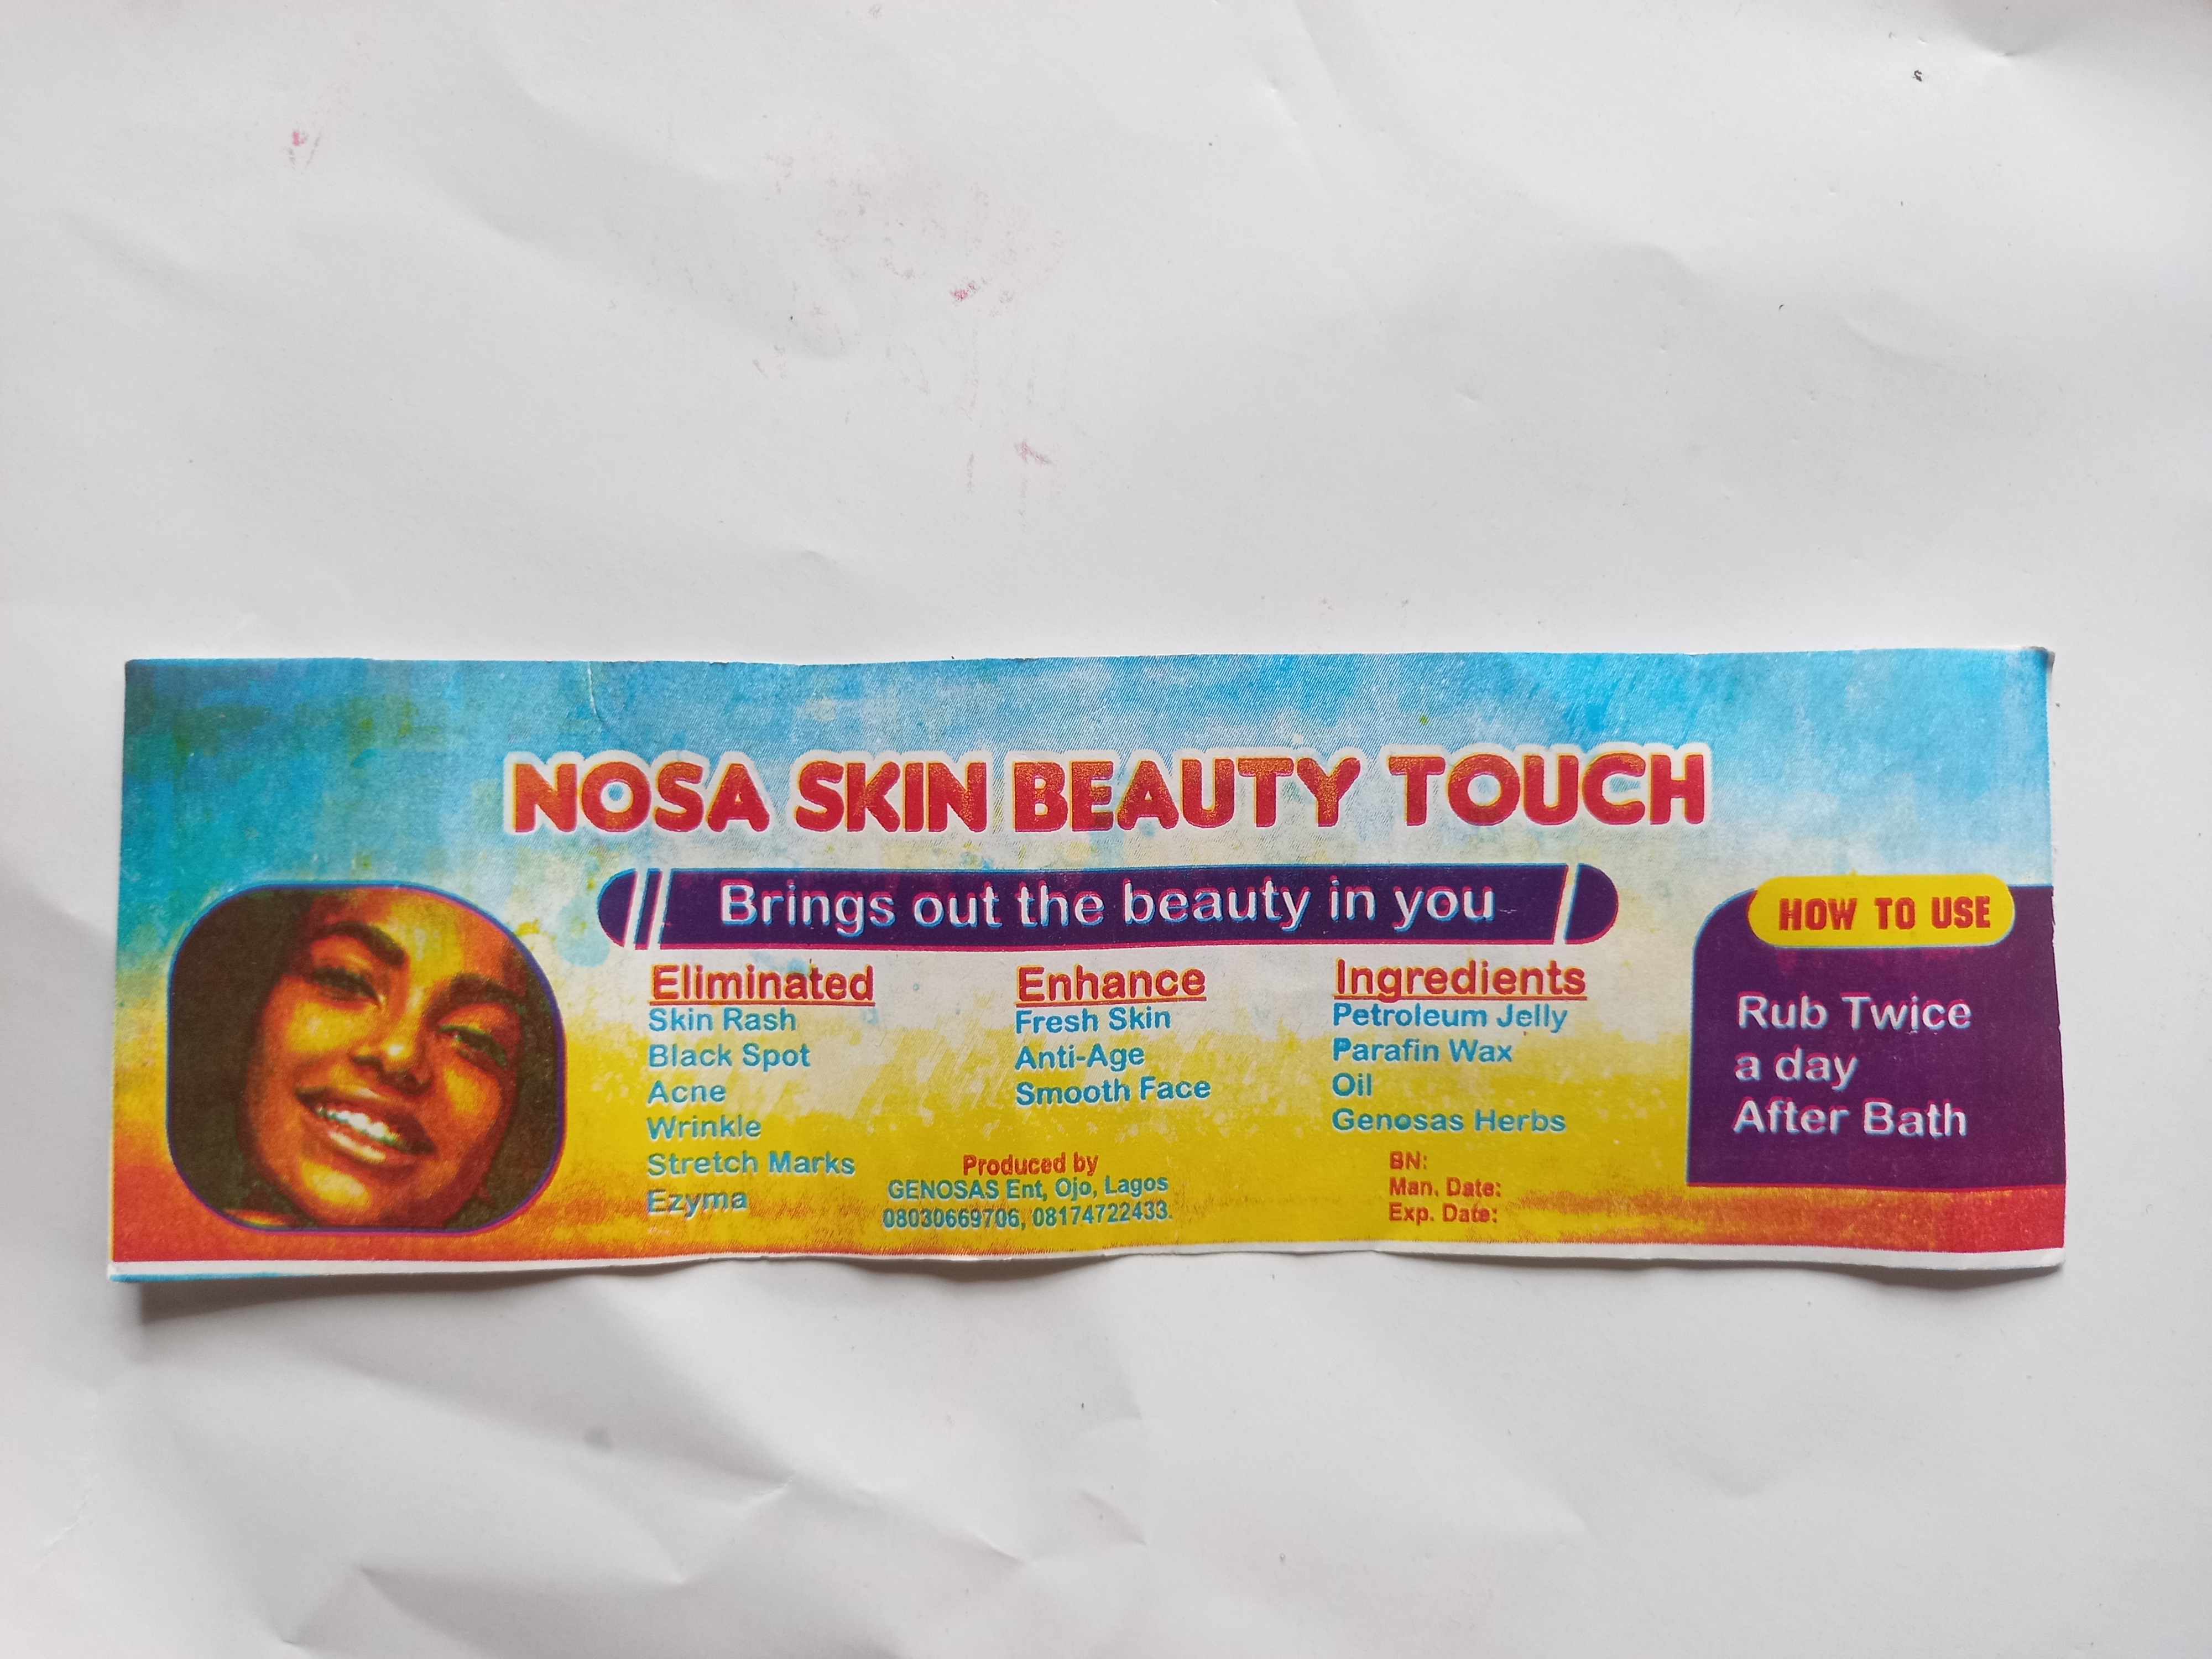 NOSA SKIN BEAUTY TOUCH
Brings out the beauty in you
Eliminated
Skin Rash
Black Spot
Acne
Wrinkle
Stretch Marks
Ezyma
Enhance
Fresh Skin
Anti-Age
Smooth Face
Ingredients
Petroleum Jelly
Parafin Wax
Oil
Genosas Herbs
Produced by
GENOSAS Ent, Ojo, Lagos
08030669706, 08174722433.
BN:
Man. Date:
Exp. Date:
HOW TO USE
Rub Twice
a day
After Bath